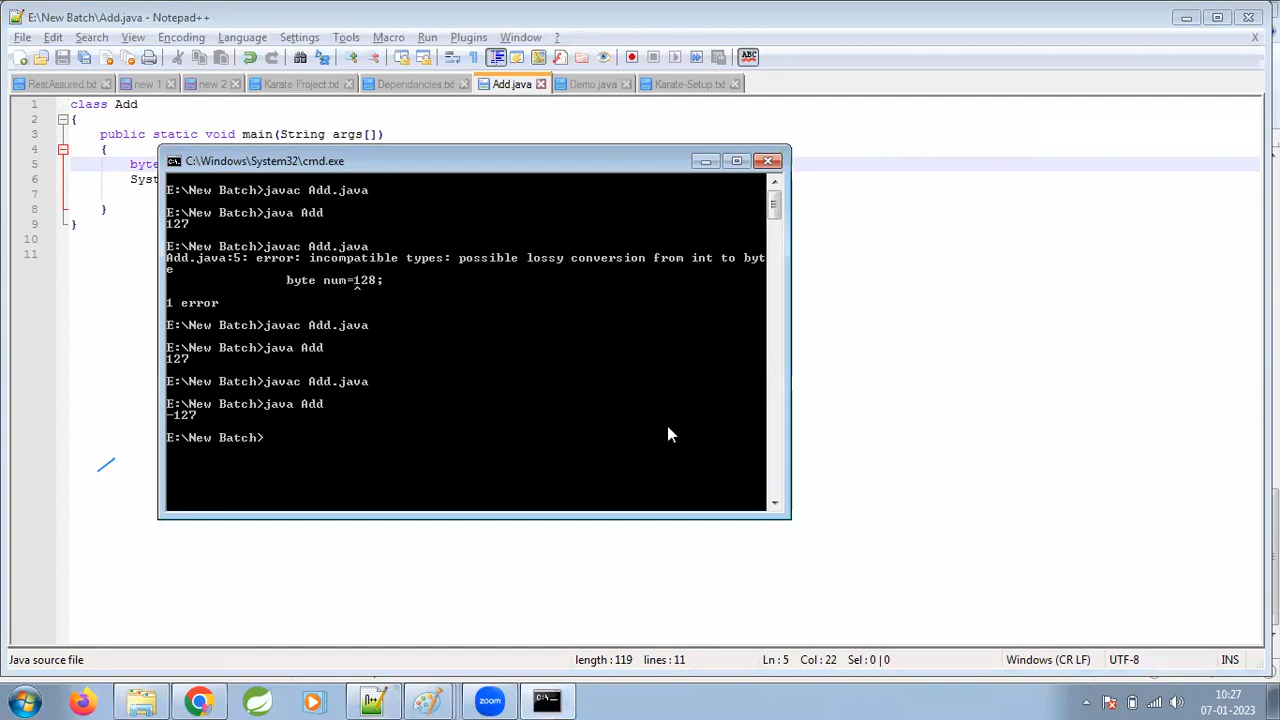 E:\New Batch\Add.java - Notepad++
File Edit Search View Encoding Language Settings Tools Macro Run Plugins Window ? X
ABC
RestAssured.txt new 1 new 2 Karate Project.txt Dependancies.txt Add.java Demo.java Karate-Setup.txt
1 class Add
2 {
3 public static void main(String args[])
4 {
5 byte
6 Syst
7
8 }
9 }
10
11
C:\Windows\System32\cmd.exe
E:\New Batch>javac Add.java
E:\New Batch>java Add
127
E:\New Batch>javac Add.java
Add.java:5: error: incompatible types: possible lossy conversion from int to byt
e
byte num=128;
^
1 error
E:\New Batch>javac Add.java
E:\New Batch>java Add
127
E:\New Batch>javac Add.java
E:\New Batch>java Add
-127
E:\New Batch>
Java source file length : 119 lines : 11 Ln : 5 Col : 22 Sel : 0 | 0 Windows (CR LF) UTF-8 INS
zoom
10:27
07-01-2023